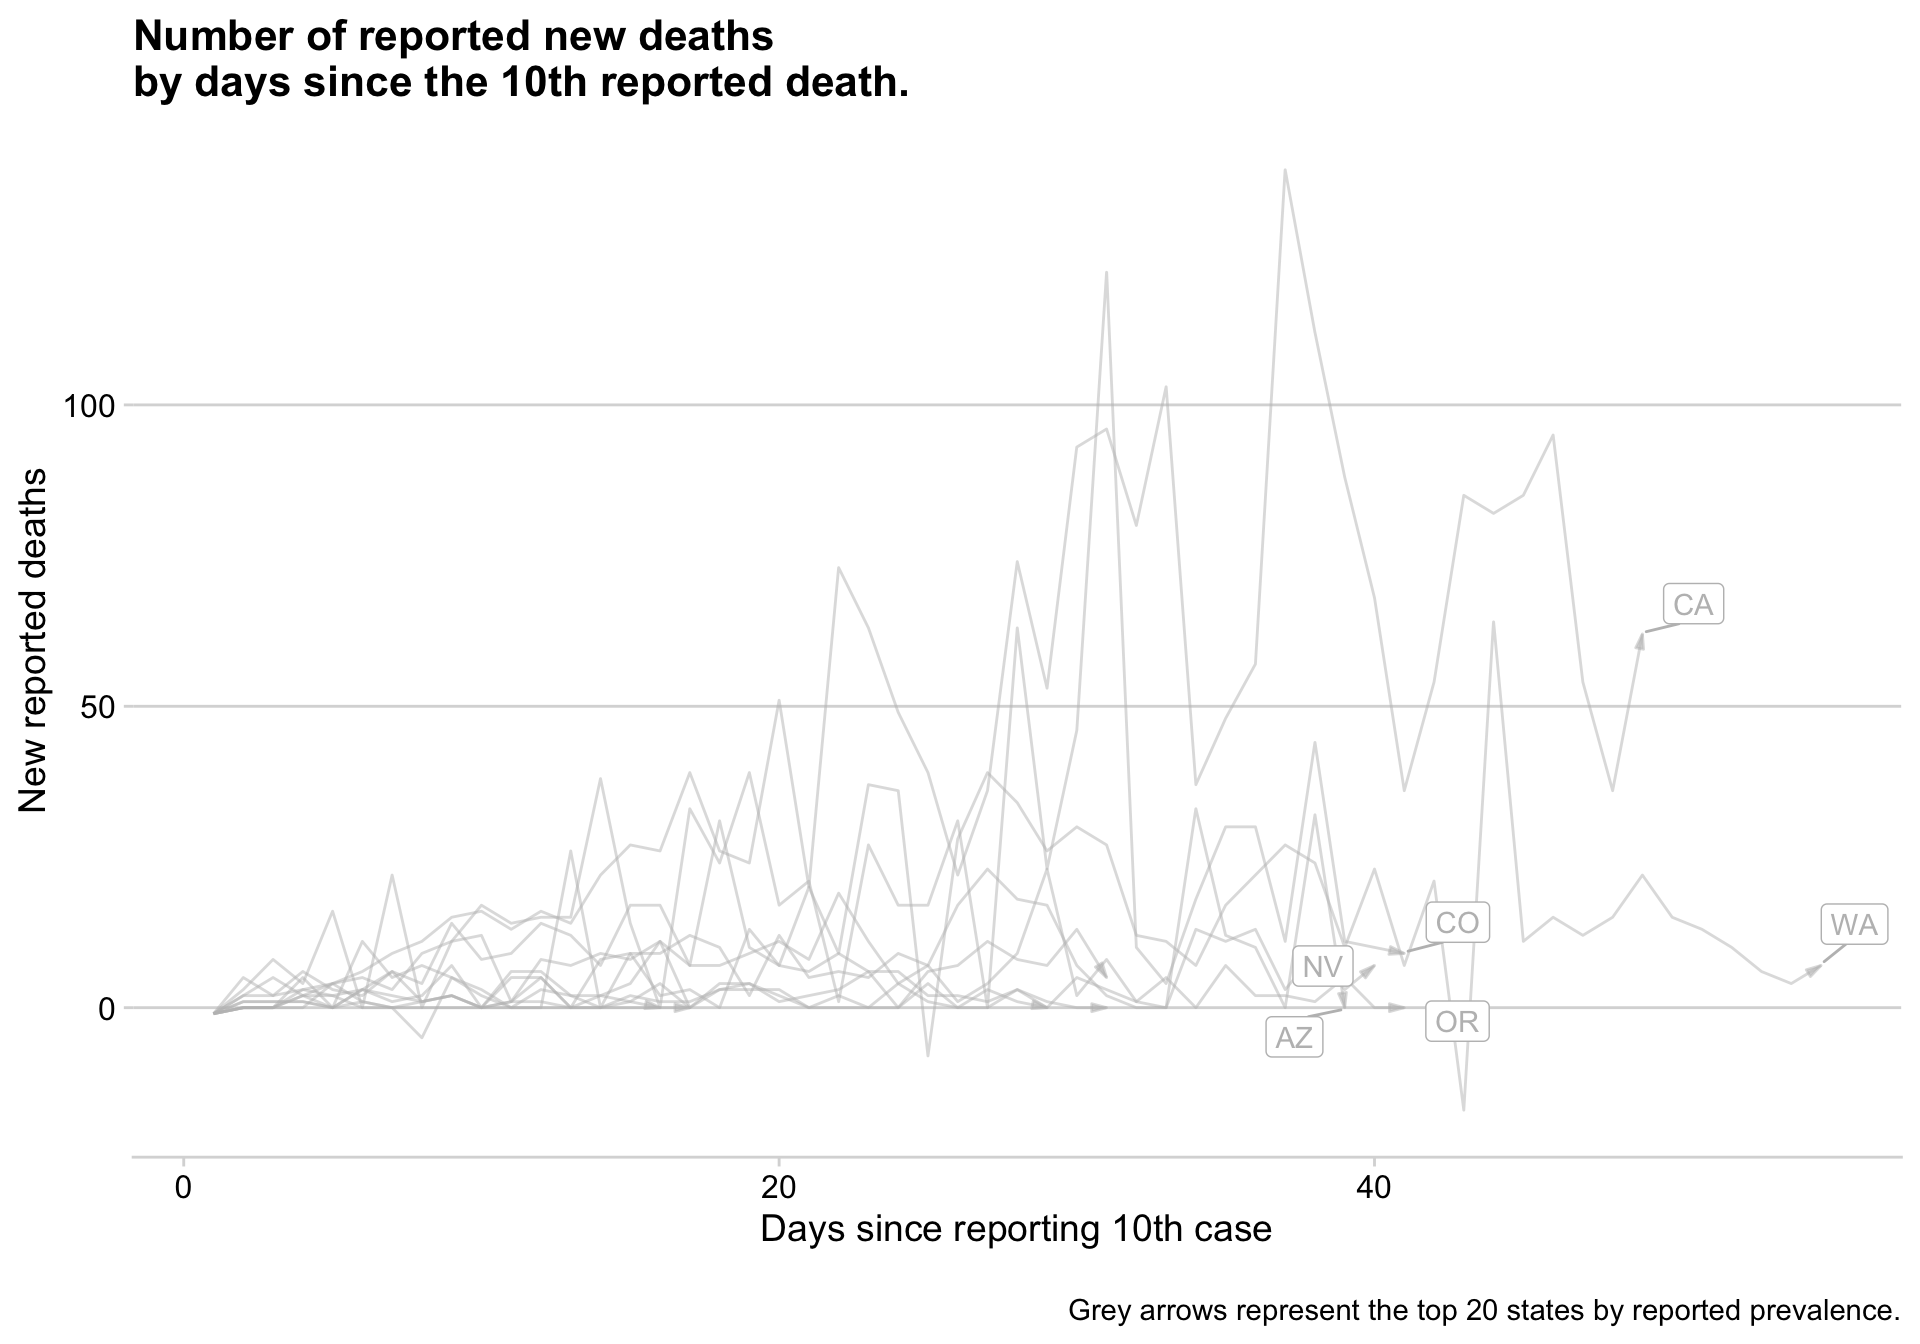 Number of reported new deaths
by days since the 10th reported death.
New reported deaths
100
50
0
CA
CO
WA
NV
OR
AZ
0
20
40
Days since reporting 10th case
Grey arrows represent the top 20 states by reported prevalence.